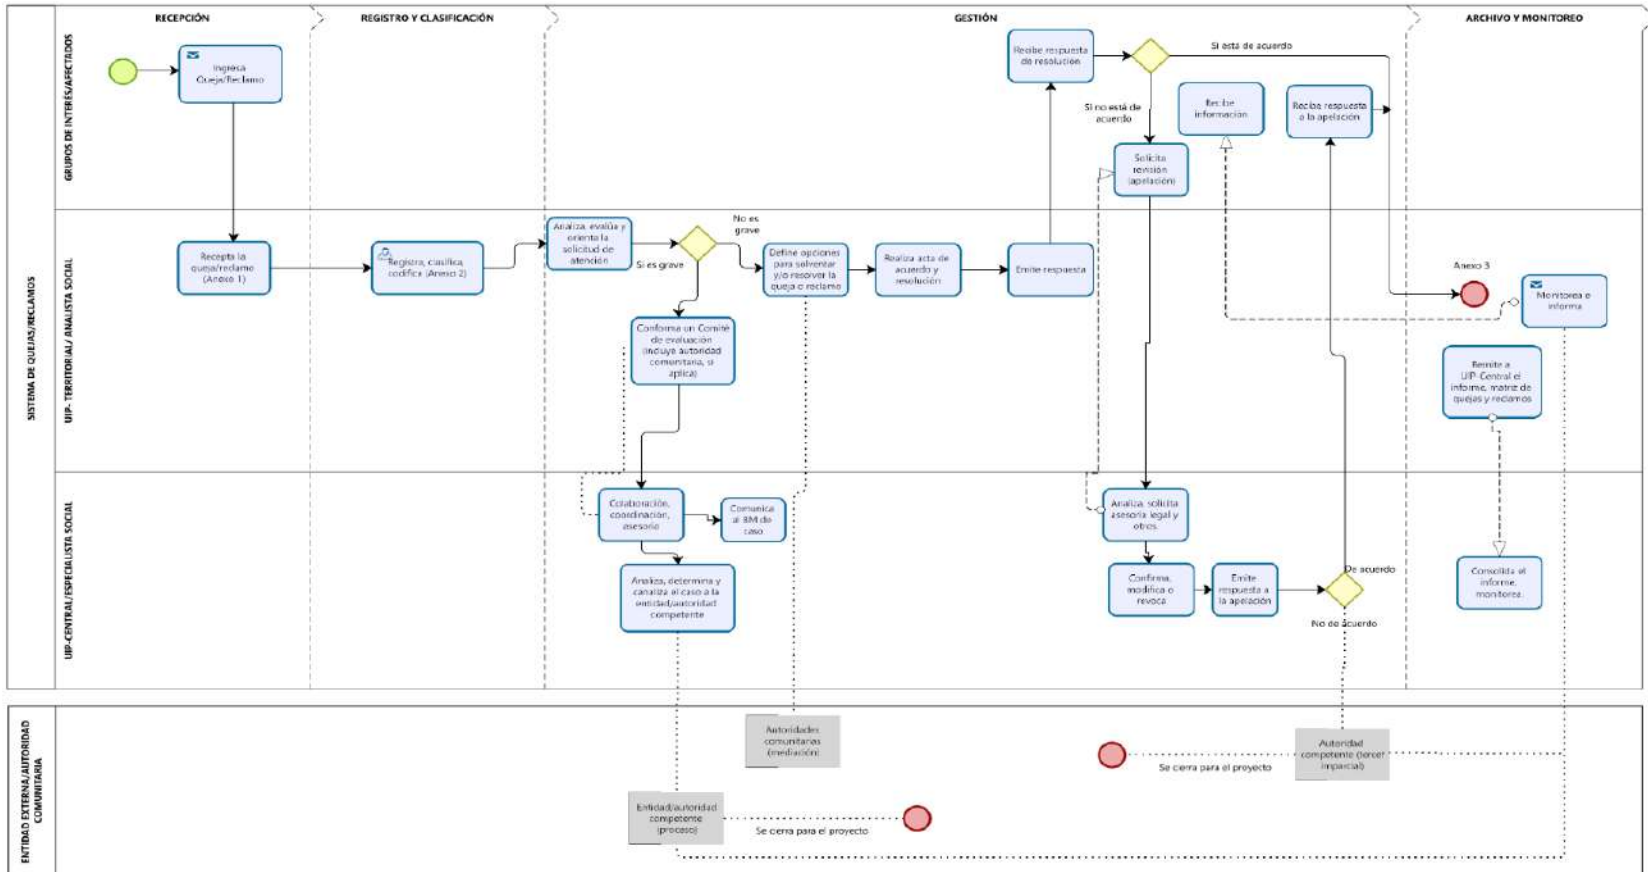 RECEPCIÓN
REGISTRO Y CLASIFICACIÓN
GESTIÓN
ARCHIVO Y MONITOREO
SISTEMA DE QUEJAS/RECLAMOS
GRUPOS DE INTERÉS/AFECTADOS
Ingresa
Queja/Reclamo
Recibe respuesta
de resolución
Si está de acuerdo
Si no está de
acuerdo
Solicita
revisión
(apelación)
Recibe
información
Recibe respuesta
a la apelación
UIP- TERRITORIAL/ ANALISTA SOCIAL
Recepta la
queja/reclamo
(Anexo 1)
Registra, clasifica,
codifica (Anexo 2)
Analiza, evalúa y
orienta la
solicitud de
atención
Si es grave
No es
grave
Define opciones
para solventar
y/o resolver la
queja o reclamo
Realiza acta de
acuerdo y
resolución
Emite respuesta
Conforma un Comité
de evaluación
(incluye autoridad
comunitaria, si
aplica)
Anexo 3
Monitorea e
informa
Remite a
UIP-Central el
informe, matriz de
quejas y reclamos
UIP-CENTRAL/ESPECIALISTA SOCIAL
Colaboración,
coordinación,
asesoría
Comunica
al BM de
caso
Analiza, determina y
canaliza el caso a la
entidad/autoridad
competente
Analiza, solicita
asesoría legal y
otros.
Confirma,
modifica o
revoca
Emite
respuesta a
la apelación
De acuerdo
No de acuerdo
Consolida el
informe,
monitorea.
ENTIDAD EXTERNA/AUTORIDAD
COMUNITARIA
Autoridades
comunitarias
(mediación)
Entidad/autoridad
competente
(proceso)
Se cierra para el proyecto
Se cierra para el proyecto
Autoridad
competente (tercer
imparcial)